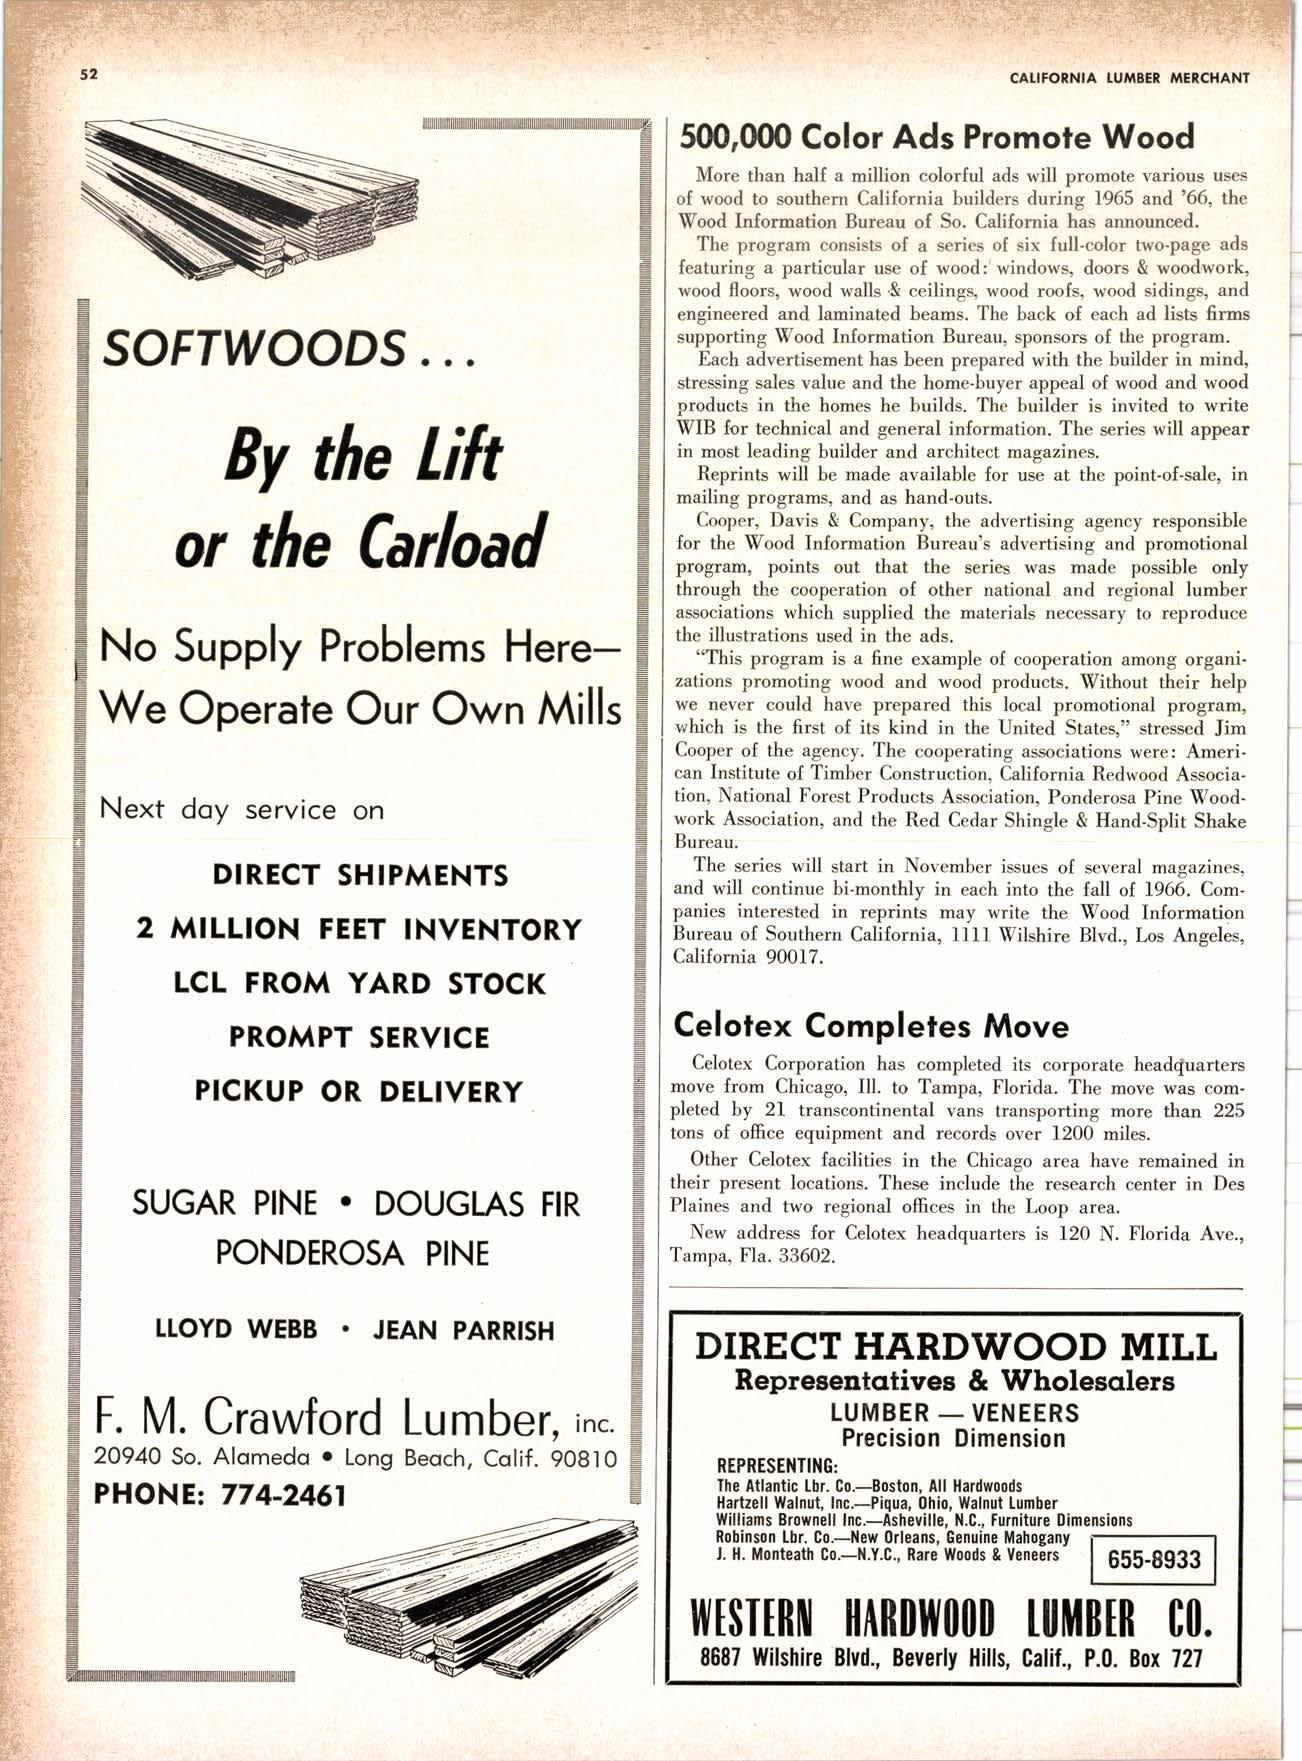 52
CALIFORNIA LUMBER MERCHANT
SOFTWOODS . . .
By the Lift
or the Carload
No Supply Problems Here—
We Operate Our Own Mills
Next day service on
DIRECT SHIPMENTS
2 MILLION FEET INVENTORY
LCL FROM YARD STOCK
PROMPT SERVICE
PICKUP OR DELIVERY
SUGAR PINE • DOUGLAS FIR
PONDEROSA PINE
LLOYD WEBB • JEAN PARRISH
F. M. Crawford Lumber, inc.
20940 So. Alameda • Long Beach, Calif. 90810
PHONE: 774-2461
500,000 Color Ads Promote Wood
More than half a million colorful ads will promote various uses
of wood to southern California builders during 1965 and '66, the
Wood Information Bureau of So. California has announced.
The program consists of a series of six full-color two-page ads
featuring a particular use of wood: windows, doors & woodwork,
wood floors, wood walls & ceilings, wood roofs, wood sidings, and
engineered and laminated beams. The back of each ad lists firms
supporting Wood Information Bureau, sponsors of the program.
Each advertisement has been prepared with the builder in mind,
stressing sales value and the home-buyer appeal of wood and wood
products in the homes he builds. The builder is invited to write
WIB for technical and general information. The series will appear
in most leading builder and architect magazines.
Reprints will be made available for use at the point-of-sale, in
mailing programs, and as hand-outs.
Cooper, Davis & Company, the advertising agency responsible
for the Wood Information Bureau's advertising and promotional
program, points out that the series was made possible only
through the cooperation of other national and regional lumber
associations which supplied the materials necessary to reproduce
the illustrations used in the ads.
"This program is a fine example of cooperation among organi-
zations promoting wood and wood products. Without their help
we never could have prepared this local promotional program,
which is the first of its kind in the United States," stressed Jim
Cooper of the agency. The cooperating associations were: Ameri-
can Institute of Timber Construction, California Redwood Associa-
tion, National Forest Products Association, Ponderosa Pine Wood-
work Association, and the Red Cedar Shingle & Hand-Split Shake
Bureau.
The series will start in November issues of several magazines,
and will continue bi-monthly in each into the fall of 1966. Com-
panies interested in reprints may write the Wood Information
Bureau of Southern California, 1111 Wilshire Blvd., Los Angeles,
California 90017.
Celotex Completes Move
Celotex Corporation has completed its corporate headquarters
move from Chicago, Ill. to Tampa, Florida. The move was com-
pleted by 21 transcontinental vans transporting more than 225
tons of office equipment and records over 1200 miles.
Other Celotex facilities in the Chicago area have remained in
their present locations. These include the research center in Des
Plaines and two regional offices in the Loop area.
New address for Celotex headquarters is 120 N. Florida Ave.,
Tampa, Fla. 33602.
DIRECT HARDWOOD MILL
Representatives & Wholesalers
LUMBER — VENEERS
Precision Dimension
REPRESENTING:
The Atlantic Lbr. Co.—Boston, All Hardwoods
Hartzell Walnut, Inc.—Piqua, Ohio, Walnut Lumber
Williams Brownell Inc.—Asheville, N.C., Furniture Dimensions
Robinson Lbr. Co.—New Orleans, Genuine Mahogany
J. H. Monteath Co.—N.Y.C., Rare Woods & Veneers
655-8933
WESTERN HARDWOOD LUMBER CO.
8687 Wilshire Blvd., Beverly Hills, Calif., P.O. Box 727